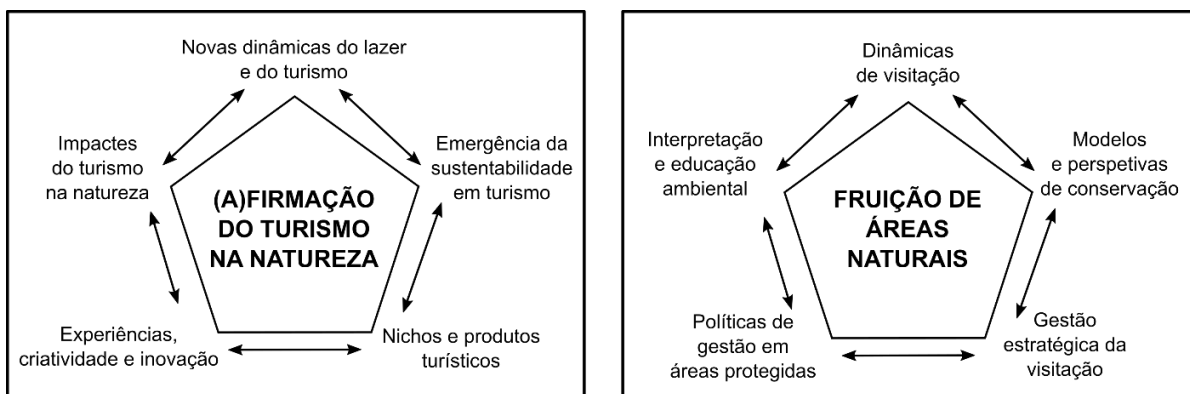 Novas dinâmicas do lazer
e do turismo
Impactes
do turismo
na natureza
Emergência da
sustentabilidade
em turismo
(A)FIRMAÇÃO
DO TURISMO
NA NATUREZA
Experiências,
criatividade e inovação
Nichos e produtos
turísticos
Dinâmicas
de visitação
Interpretação
e educação
ambiental
Modelos
e perspetivas
de conservação
FRUIÇÃO DE
ÁREAS
NATURAIS
Políticas de
gestão em
áreas protegidas
Gestão
estratégica da
visitação